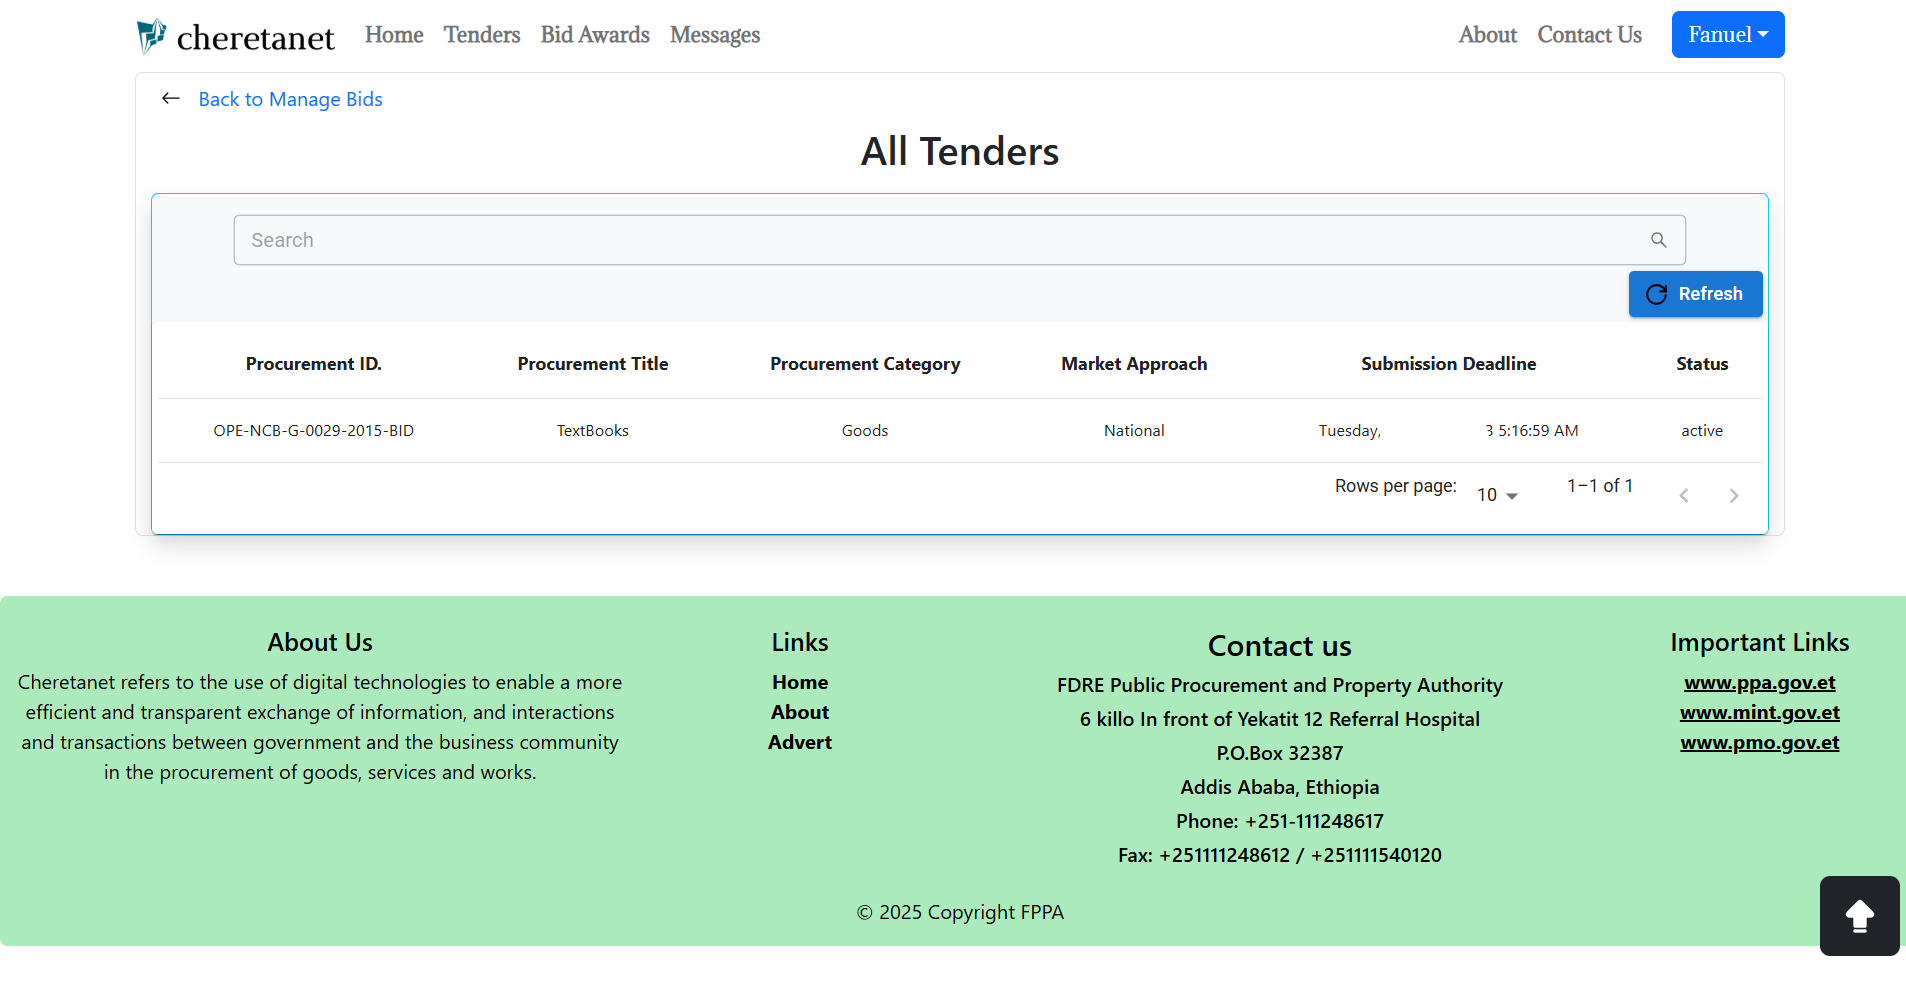 cheretanet Home Tenders Bid Awards Messages About Contact Us Fanuel
Back to Manage Bids
All Tenders
Search
Refresh
Procurement ID. Procurement Title Procurement Category Market Approach Submission Deadline Status
OPE-NCB-G-0029-2015-BID TextBooks Goods National Tuesday, 3 5:16:59 AM active
Rows per page: 10 1–1 of 1
About Us
Cheretanet refers to the use of digital technologies to enable a more
efficient and transparent exchange of information, and interactions
and transactions between government and the business community
in the procurement of goods, services and works.
Links
Home
About
Advert
Contact us
FDRE Public Procurement and Property Authority
6 killo In front of Yekatit 12 Referral Hospital
P.O.Box 32387
Addis Ababa, Ethiopia
Phone: +251-111248617
Fax: +251111248612 / +251111540120
Important Links
www.ppa.gov.et
www.mint.gov.et
www.pmo.gov.et
© 2025 Copyright FPPA